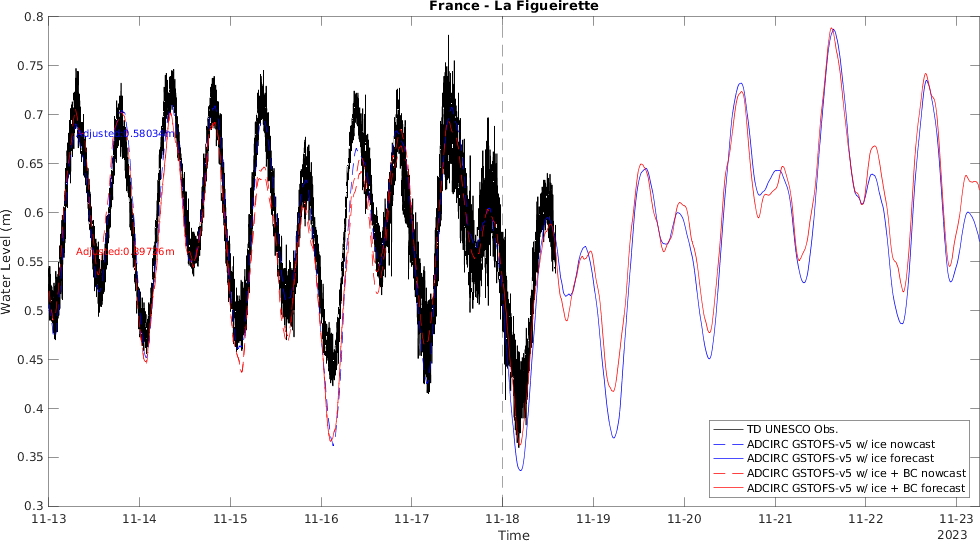 France - La Figueirette
0.8
0.75
0.7
0.65
0.6
0.55
0.5
0.45
0.4
0.35
0.3
Water Level (m)
Adjusted:0.58034m
11-13
11-14
11-15
11-16
11-17
11-18
11-19
11-20
11-21
11-22
11-23
2023
Time
TD UNESCO Obs.
ADCIRC GSTOFS-v5 w/ ice nowcast
ADCIRC GSTOFS-v5 w/ ice forecast
ADCIRC GSTOFS-v5 w/ ice + BC nowcast
ADCIRC GSTOFS-v5 w/ ice + BC forecast